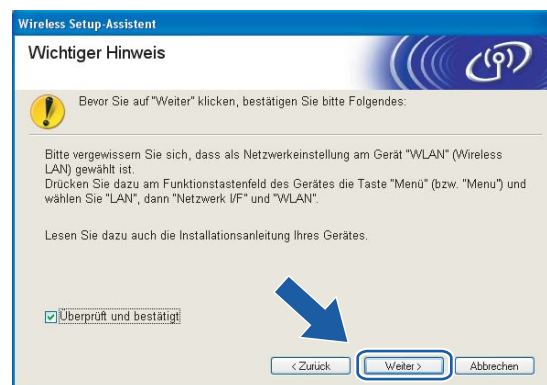 Wireless Setup-Assistent
Wichtiger Hinweis
Bevor Sie auf "Weiter" klicken, bestätigen Sie bitte Folgendes:
Bitte vergewissern Sie sich, dass als Netzwerkeinstellung am Gerät "WLAN" (Wireless
LAN) gewählt ist.
Drücken Sie dazu am Funktionstastenfeld des Gerätes die Taste "Menü" (bzw. "Menu") und
wählen Sie "LAN", dann "Netzwerk I/F" und "WLAN".
Lesen Sie dazu auch die Installationsanleitung Ihres Gerätes.
Überprüft und bestätigt
< Zurück Weiter > Abbrechen